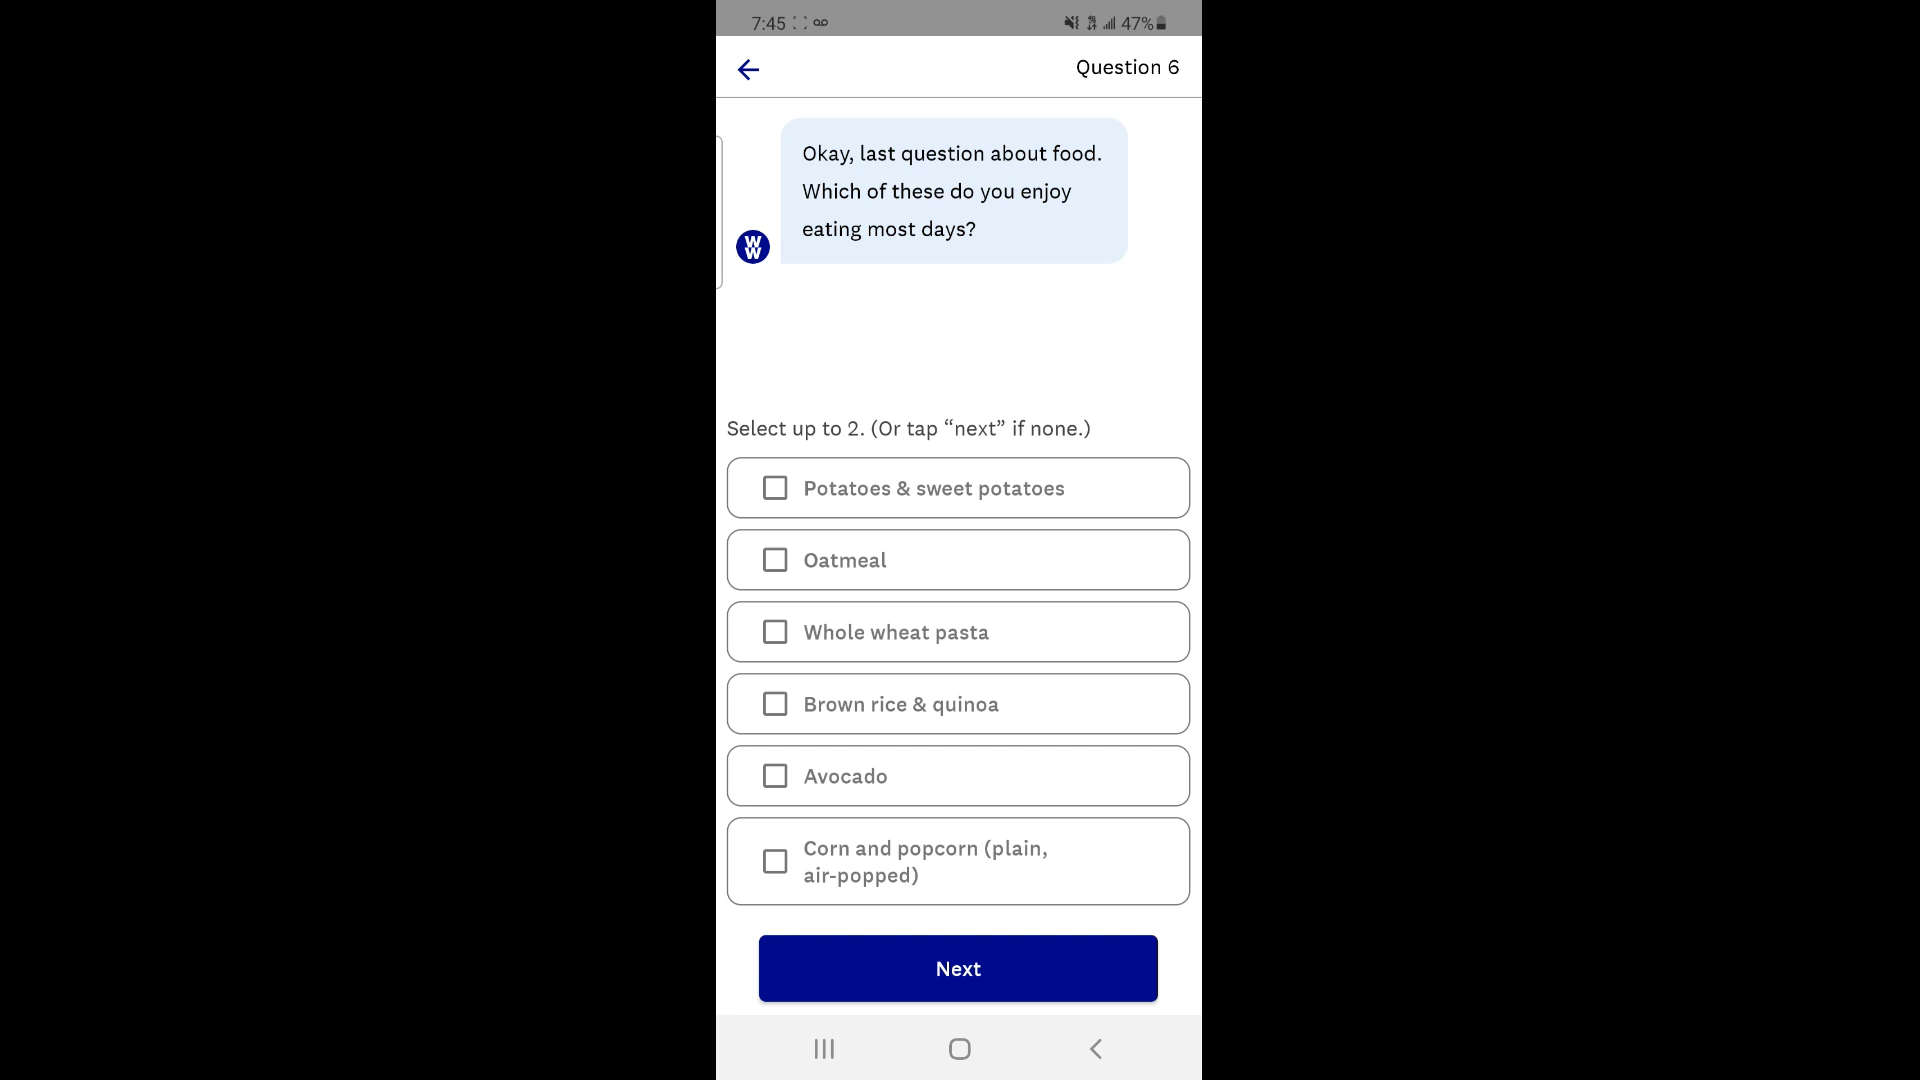 7:45 47%
Question 6
Okay, last question about food.
Which of these do you enjoy
eating most days?
W
W
Select up to 2. (Or tap “next” if none.)
Potatoes & sweet potatoes
Oatmeal
Whole wheat pasta
Brown rice & quinoa
Avocado
Corn and popcorn (plain,
air-popped)
Next